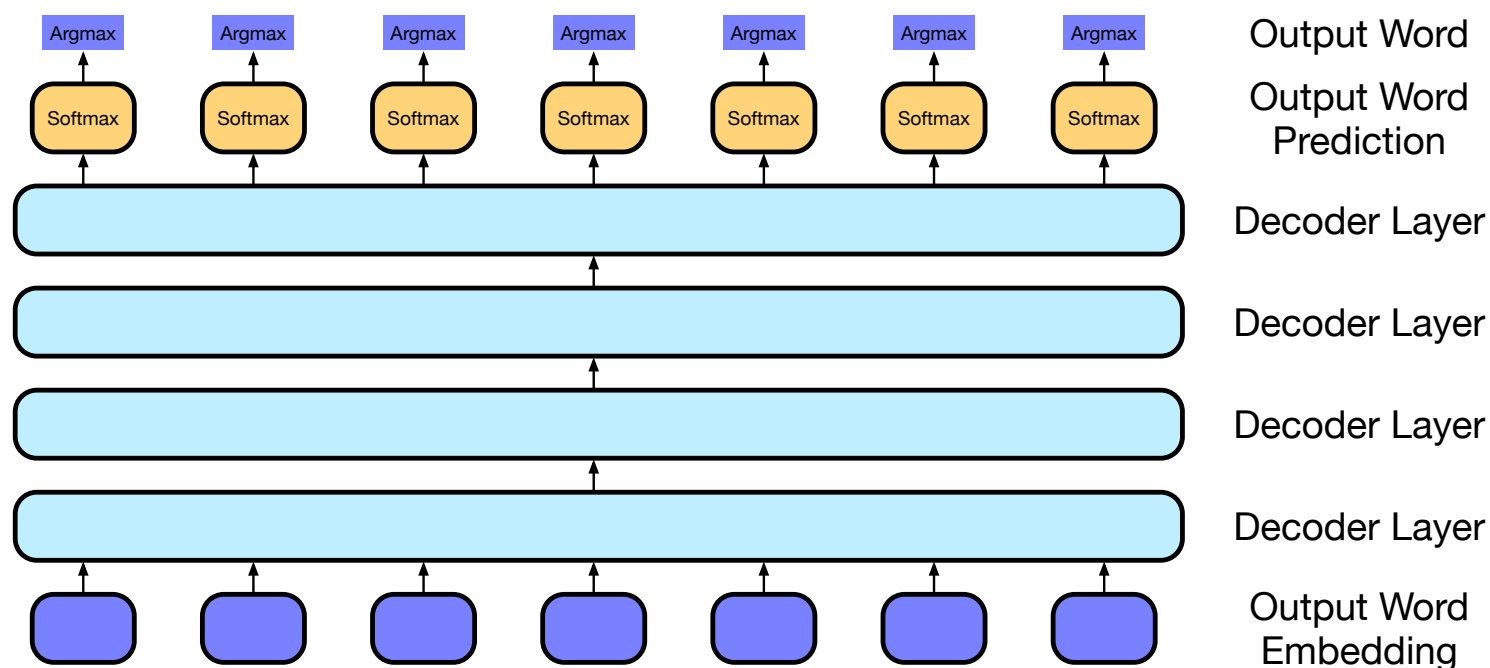 Argmax Argmax Argmax Argmax Argmax Argmax Argmax Output Word
Softmax Softmax Softmax Softmax Softmax Softmax Softmax Output Word
Prediction
Decoder Layer
Decoder Layer
Decoder Layer
Decoder Layer
Output Word
Embedding